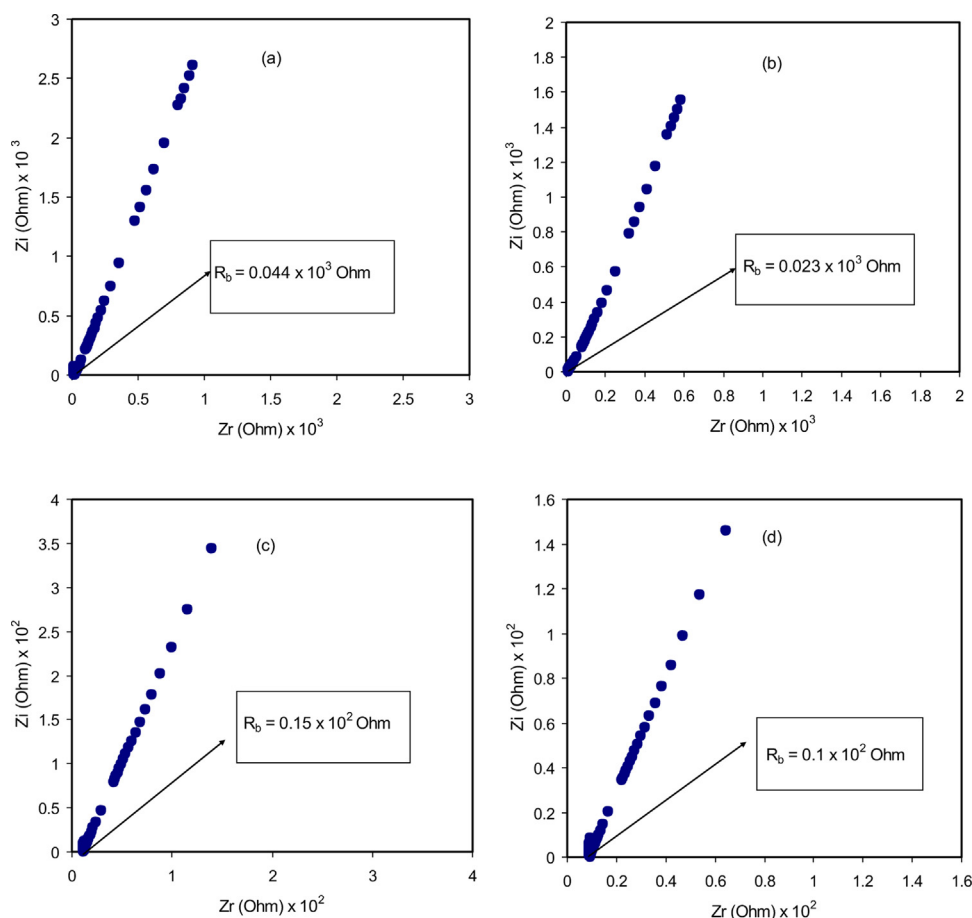 (a)
3
2.5
2
1.5
1
0.5
0
Zi (Ohm) x 10³
R_b = 0.044 x 10³ Ohm
0 0.5 1 1.5 2 2.5 3
Zr (Ohm) x 10³
(b)
2
1.8
1.6
1.4
1.2
1
0.8
0.6
0.4
0.2
0
Zi (Ohm) x 10³
R_b = 0.023 x 10³ Ohm
0 0.2 0.4 0.6 0.8 1 1.2 1.4 1.6 1.8 2
Zr (Ohm) x 10³
(c)
4
3.5
3
2.5
2
1.5
1
0.5
0
Zi (Ohm) x 10²
R_b = 0.15 x 10² Ohm
0 1 2 3 4
Zr (Ohm) x 10²
(d)
1.6
1.4
1.2
1
0.8
0.6
0.4
0.2
0
Zi (Ohm) x 10²
R_b = 0.1 x 10² Ohm
0 0.2 0.4 0.6 0.8 1 1.2 1.4 1.6
Zr (Ohm) x 10²